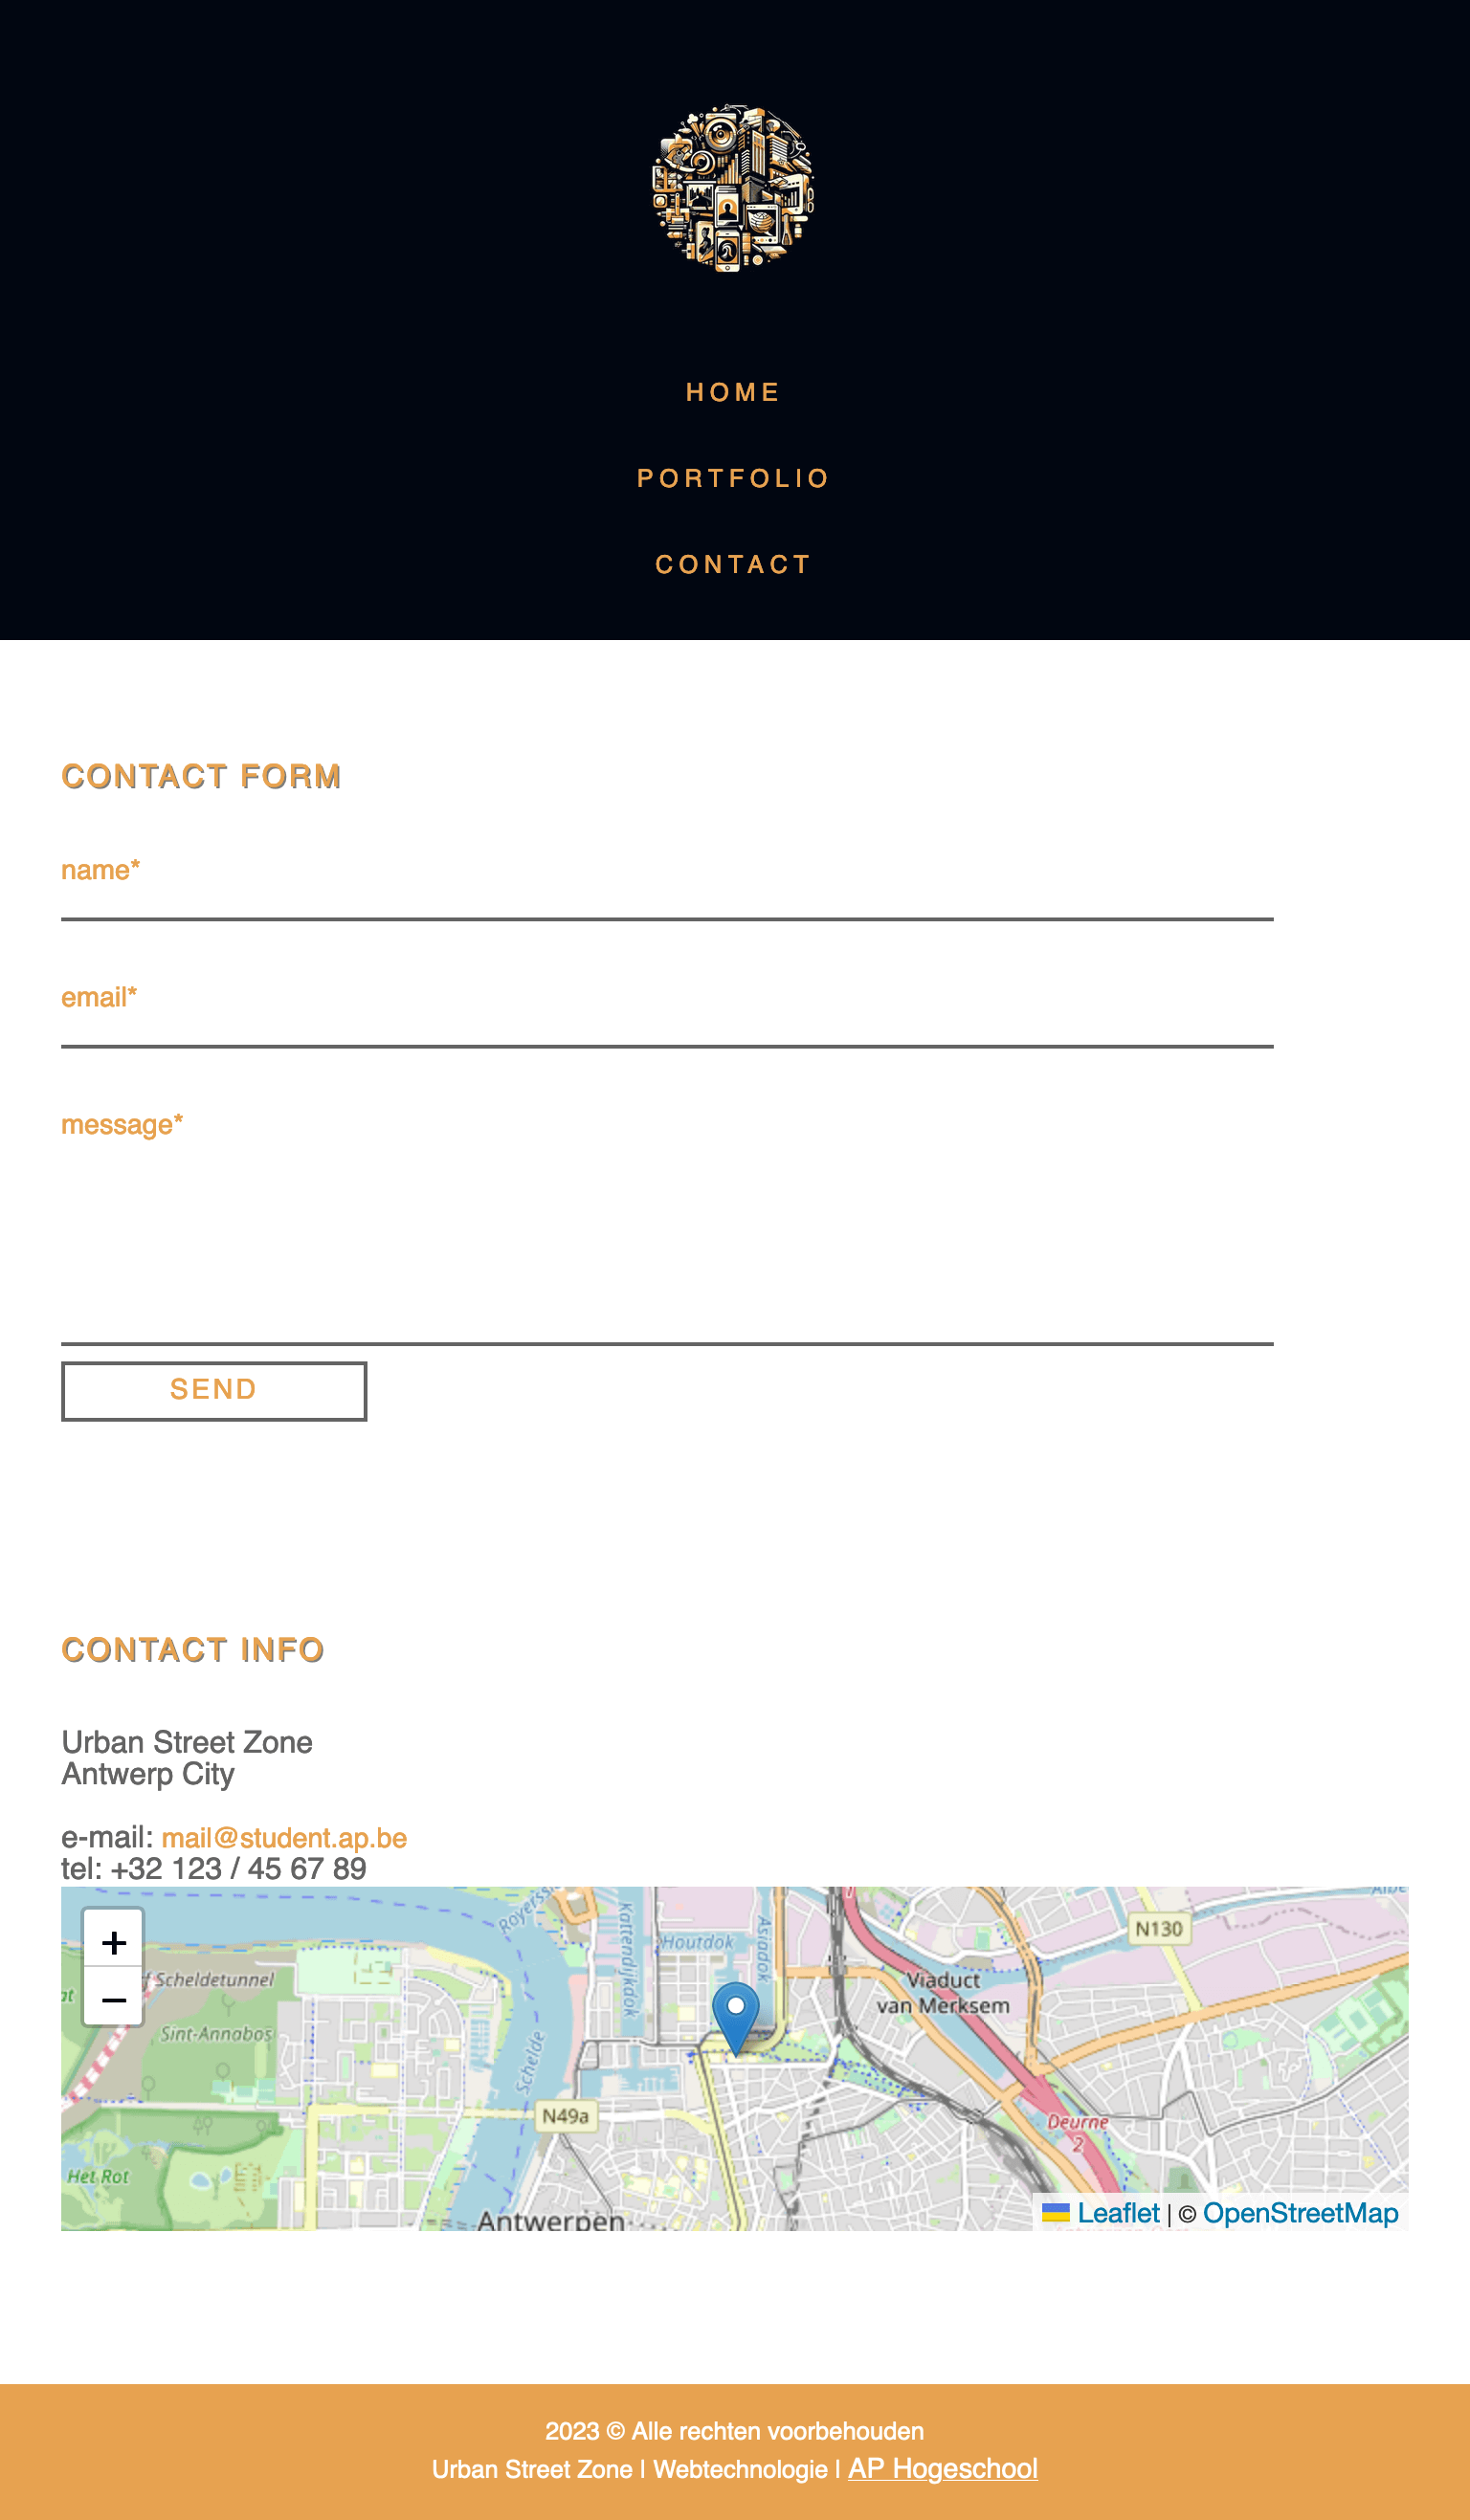 HOME
PORTFOLIO
CONTACT
CONTACT FORM
name*
email*
message*
SEND
CONTACT INFO
Urban Street Zone
Antwerp City
e-mail: mail@student.ap.be
tel: +32 123 / 45 67 89
+
−
f Scheldetunnel
Sint-Annabos
Het Rot
Schelde
Kattendijkdok
Houtdok
Asiadok
N49a
Antwerpen
Viaduct
van Merksem
N130
Deurne
2
Leaflet | © OpenStreetMap
2023 © Alle rechten voorbehouden
Urban Street Zone | Webtechnologie | AP Hogeschool